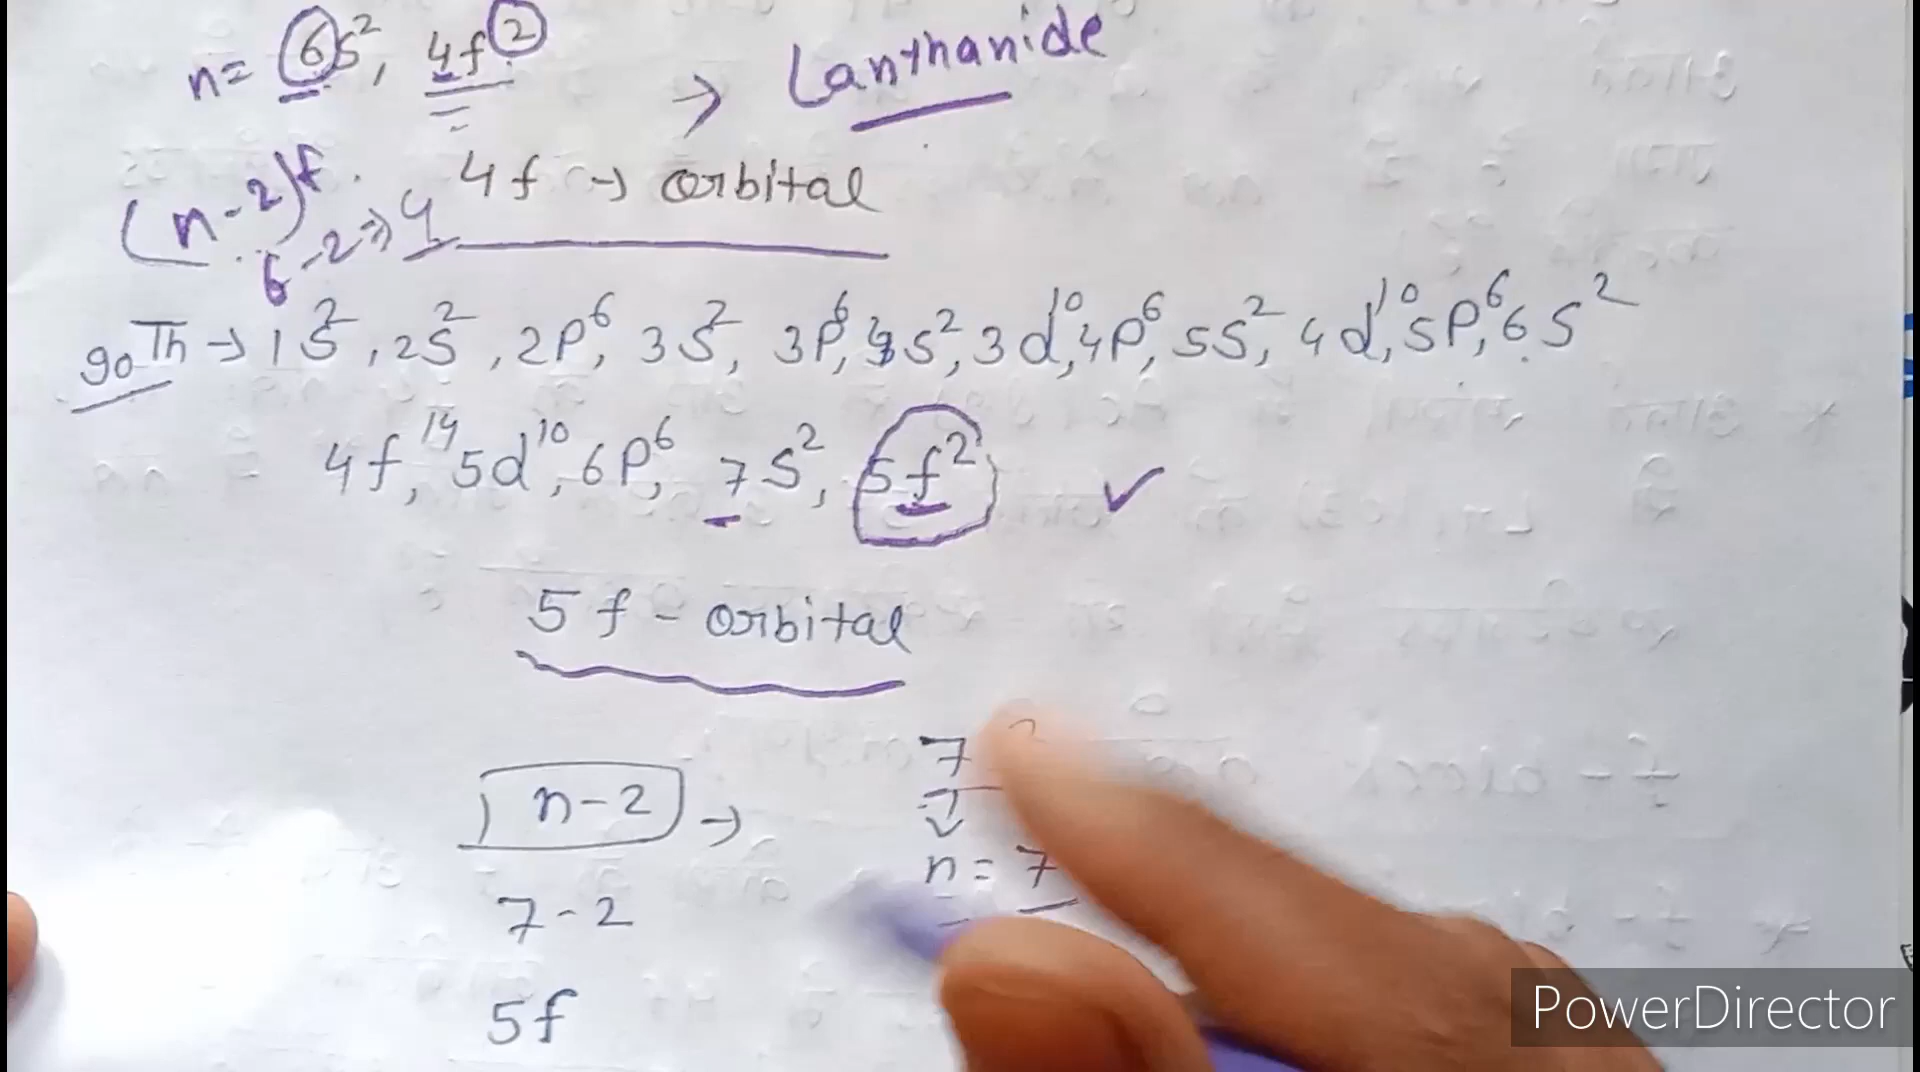 n= 6s², 4f² → Lanthanide
(n-2)f.
6-2⇒4
4f → orbital
90Th → 1s², 2s², 2p⁶, 3s², 3p⁶, 4s², 3d¹⁰, 4p⁶, 5s², 4d¹⁰, 5p⁶, 6s²
4f¹⁴, 5d¹⁰, 6p⁶, 7s², 5f² ✓
5f - orbital
n-2 → 7
7-2 n = 7
5f
PowerDirector